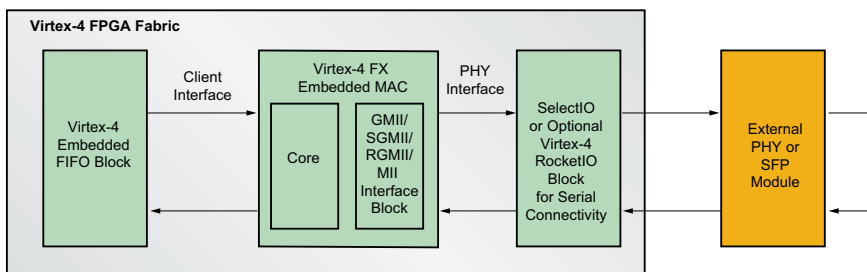 Virtex-4 FPGA Fabric
Virtex-4
Embedded
FIFO Block
Client
Interface
Virtex-4 FX
Embedded MAC
Core
GMII/
SGMII/
RGMII/
MII
Interface
Block
PHY
Interface
SelectIO
or Optional
Virtex-4
RocketIO
Block
for Serial
Connectivity
External
PHY or
SFP
Module